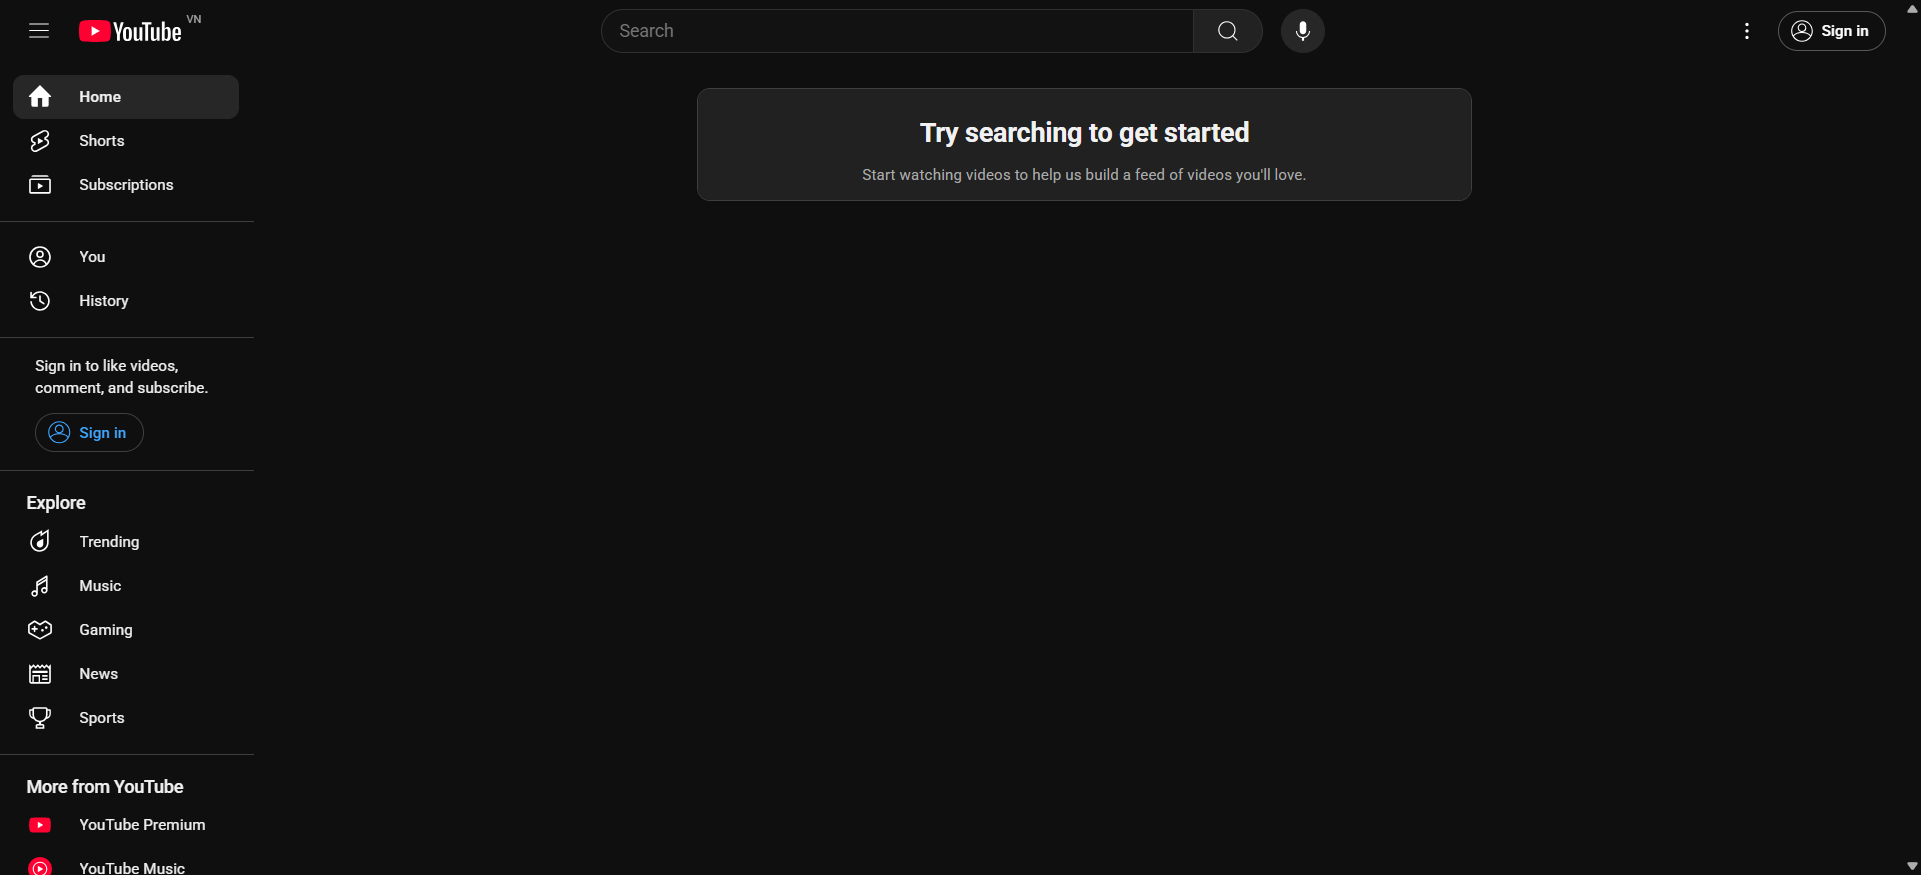 YouTube VN
Search
Sign in
Home
Shorts
Subscriptions
You
History
Sign in to like videos,
comment, and subscribe.
Sign in
Explore
Trending
Music
Gaming
News
Sports
More from YouTube
YouTube Premium
YouTube Music
Try searching to get started
Start watching videos to help us build a feed of videos you'll love.